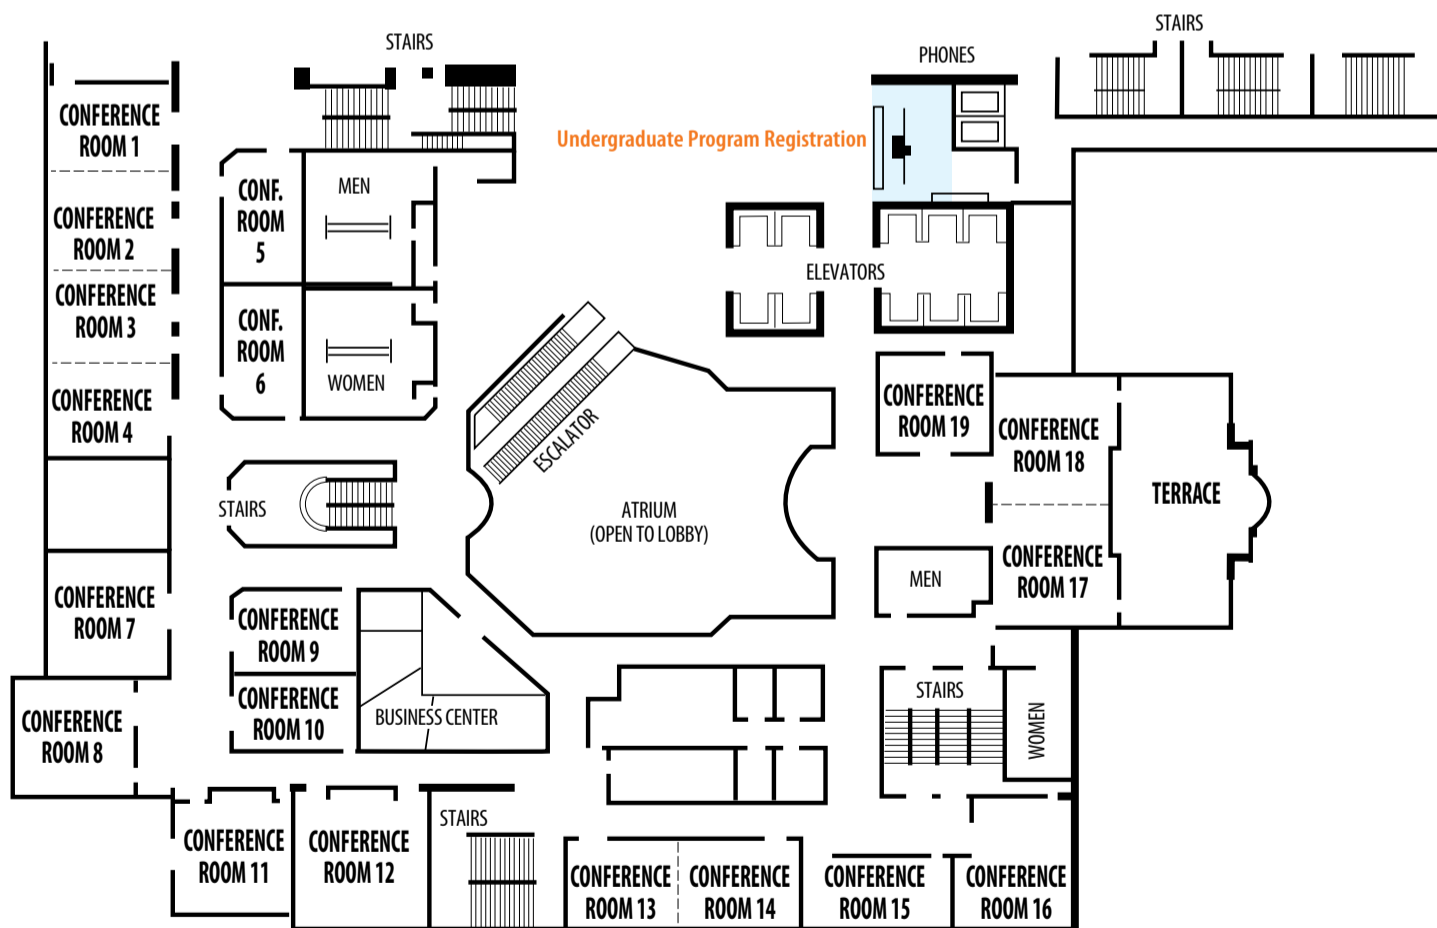 STAIRS
STAIRS
PHONES
CONFERENCE
ROOM 1
Undergraduate Program Registration
CONF.
ROOM
5
MEN
CONFERENCE
ROOM 2
ELEVATORS
CONFERENCE
ROOM 3
CONF.
ROOM
6
WOMEN
CONFERENCE
ROOM 4
CONFERENCE
ROOM 19
CONFERENCE
ROOM 18
ESCALATOR
TERRACE
STAIRS
ATRIUM
(OPEN TO LOBBY)
CONFERENCE
ROOM 17
MEN
CONFERENCE
ROOM 7
CONFERENCE
ROOM 9
CONFERENCE
ROOM 10
BUSINESS CENTER
STAIRS
WOMEN
CONFERENCE
ROOM 8
STAIRS
CONFERENCE
ROOM 11
CONFERENCE
ROOM 12
CONFERENCE
ROOM 13
CONFERENCE
ROOM 14
CONFERENCE
ROOM 15
CONFERENCE
ROOM 16